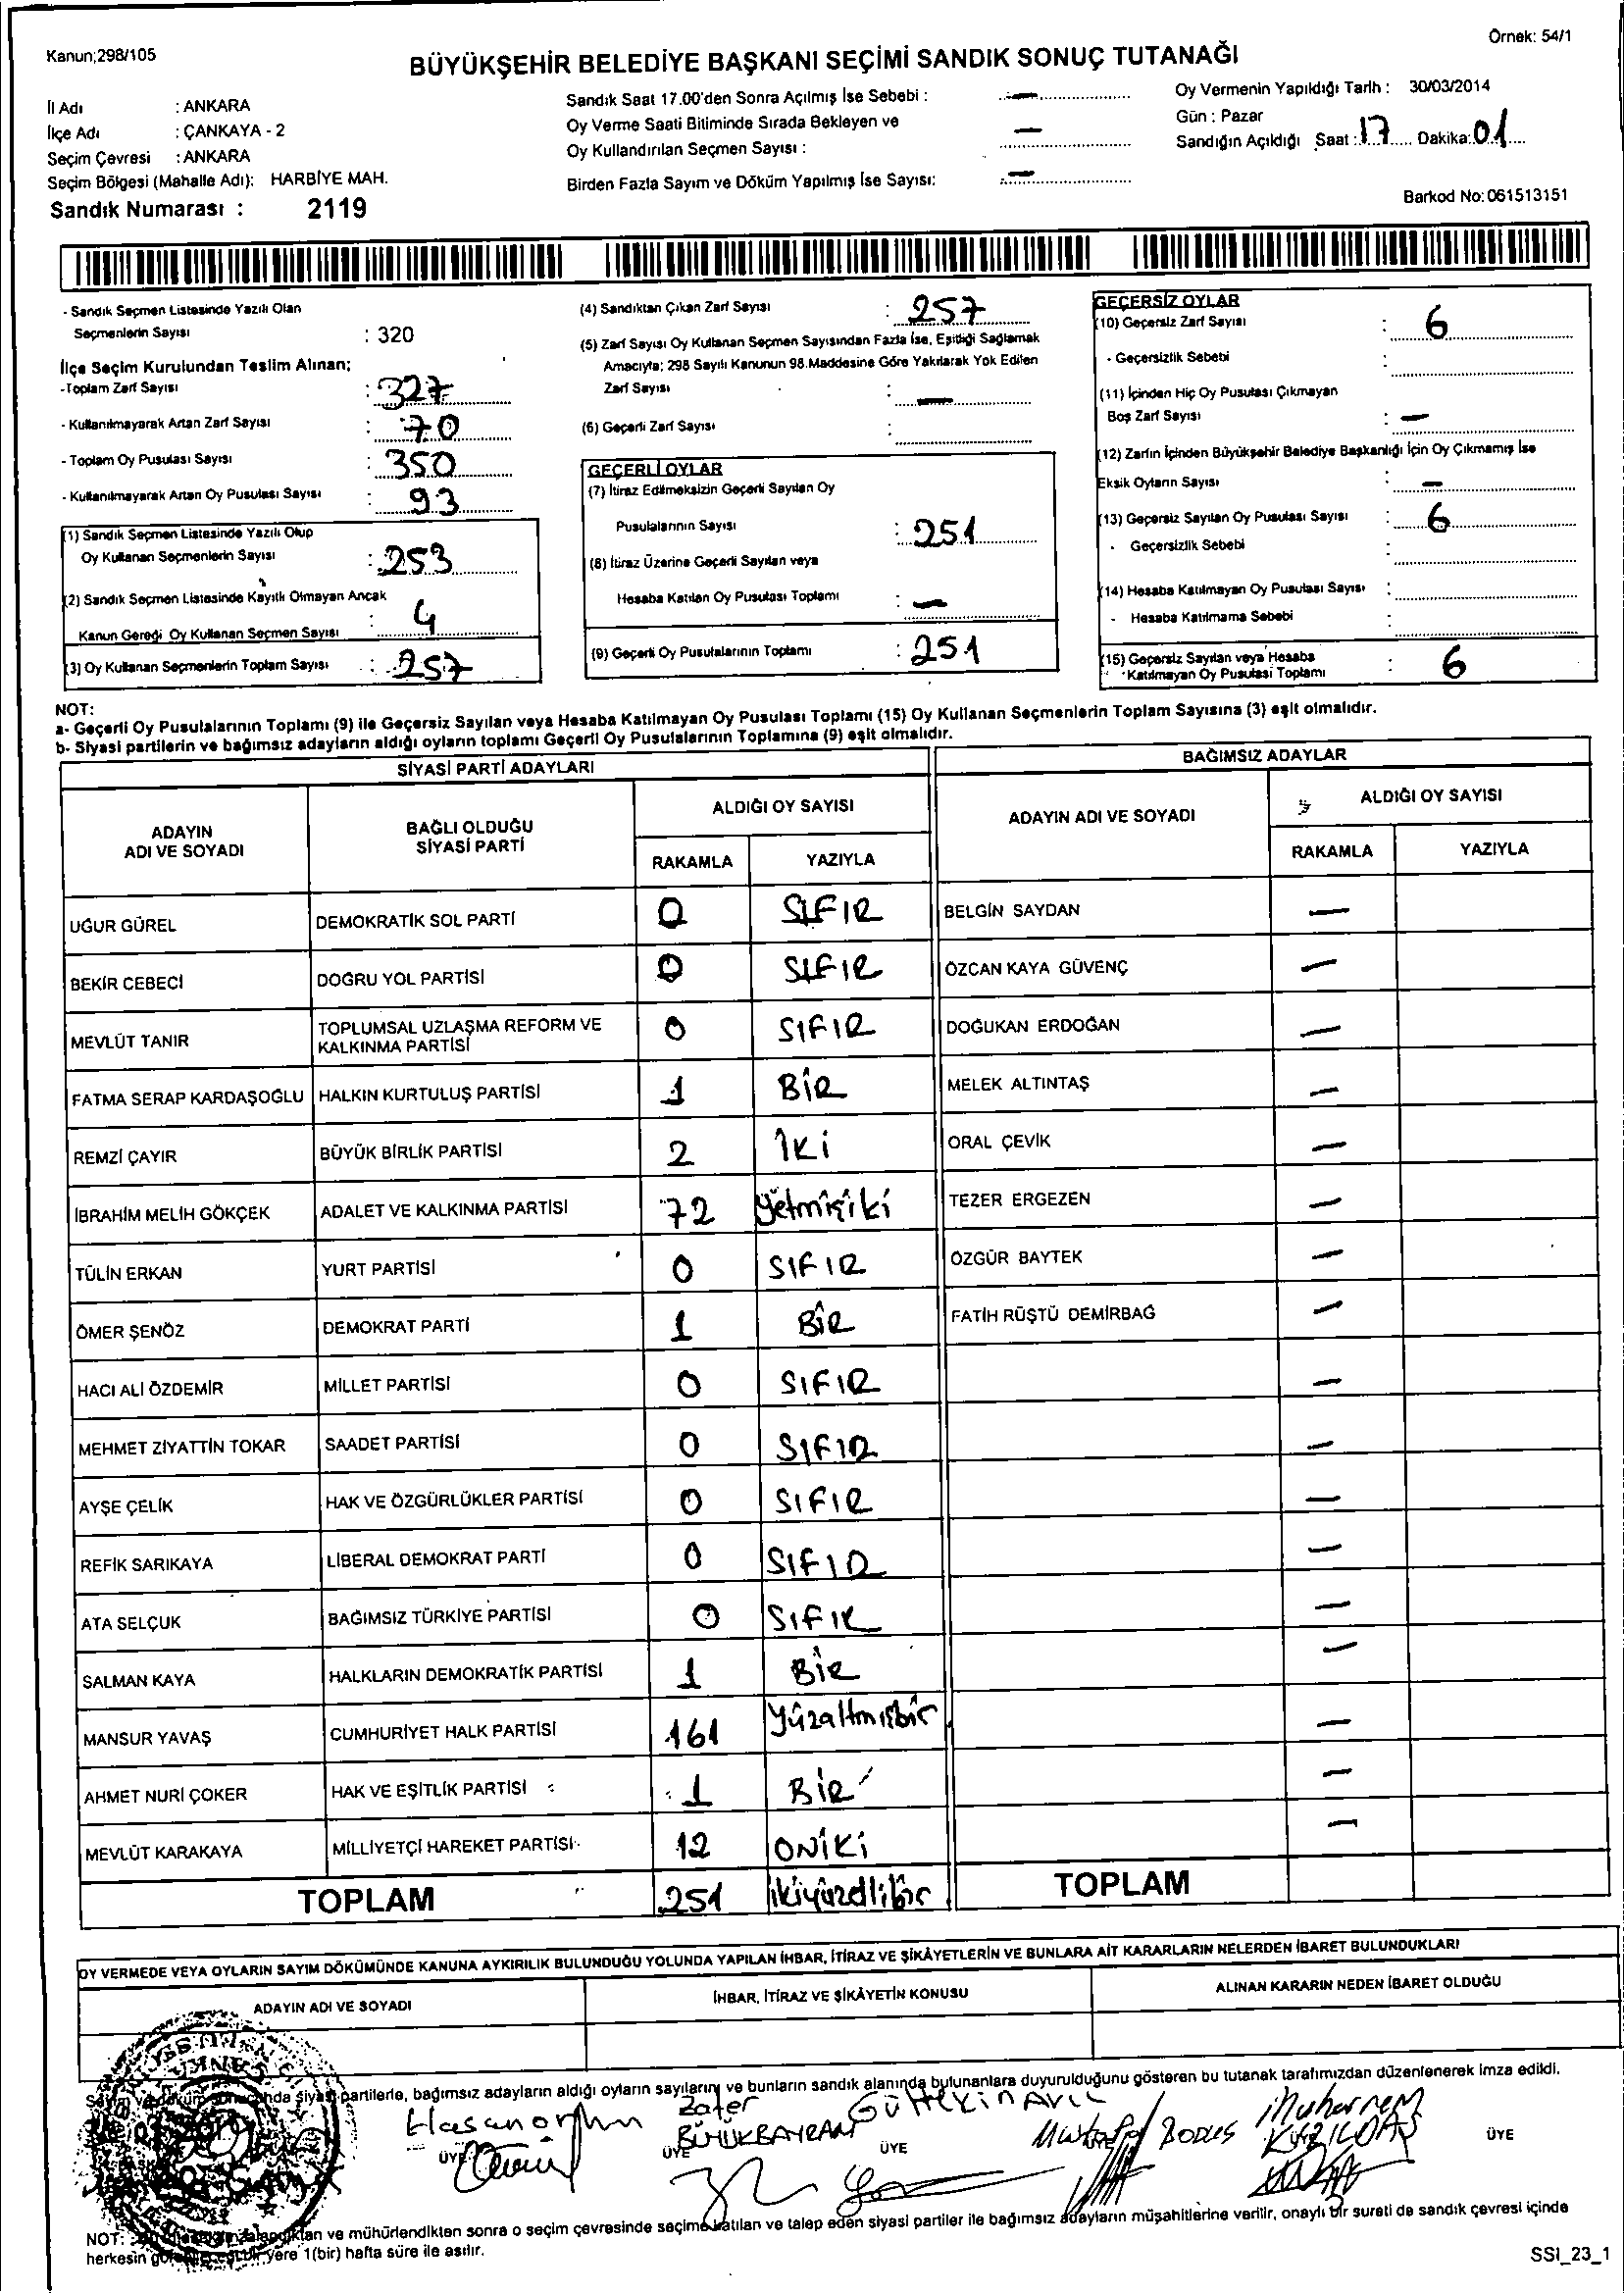 Kanun;298/105
BÜYÜKŞEHİR BELEDİYE BAŞKANI SEÇİMİ SANDIK SONUÇ TUTANAĞI
Örnek: 54/1
İl Adı : ANKARA
İlçe Adı : ÇANKAYA - 2
Seçim Çevresi : ANKARA
Seçim Bölgesi (Mahalle Adı): HARBİYE MAH.
Sandık Numarası : 2119
Sandık Saat 17.00'den Sonra Açılmış İse Sebebi : —
Oy Verme Saati Bitiminde Sırada Bekleyen ve
Oy Kullandırılan Seçmen Sayısı : —
Birden Fazla Sayım ve Döküm Yapılmış İse Sayısı: —
Oy Vermenin Yapıldığı Tarih : 30/03/2014
Gün : Pazar
Sandığın Açıldığı Saat : 17 Dakika: 01
Barkod No: 061513151
- Sandık Seçmen Listesinde Yazılı Olan
Seçmenlerin Sayısı : 320
İlçe Seçim Kurulundan Teslim Alınan;
-Toplam Zarf Sayısı : 327
- Kullanılmayarak Artan Zarf Sayısı : 70
- Toplam Oy Pusulası Sayısı : 350
- Kullanılmayarak Artan Oy Pusulası Sayısı : 93
(1) Sandık Seçmen Listesinde Yazılı Olup
Oy Kullanan Seçmenlerin Sayısı : 253
(2) Sandık Seçmen Listesinde Kayıtlı Olmayan Ancak
Kanun Gereği Oy Kullanan Seçmen Sayısı : 4
(3) Oy Kullanan Seçmenlerin Toplam Sayısı : 257
(4) Sandıktan Çıkan Zarf Sayısı : 257
(5) Zarf Sayısı Oy Kullanan Seçmen Sayısından Fazla İse, Eşitliği Sağlamak
Amacıyla; 298 Sayılı Kanunun 98.Maddesine Göre Yakılarak Yok Edilen
Zarf Sayısı : —
(6) Geçerli Zarf Sayısı :
GEÇERLİ OYLAR
(7) İtiraz Edilmeksizin Geçerli Sayılan Oy
Pusulalarının Sayısı : 251
(8) İtiraz Üzerine Geçerli Sayılan veya
Hesaba Katılan Oy Pusulası Toplamı : —
(9) Geçerli Oy Pusulalarının Toplamı : 251
GEÇERSİZ OYLAR
(10) Geçersiz Zarf Sayısı : 6
- Geçersizlik Sebebi :
(11) İçinden Hiç Oy Pusulası Çıkmayan
Boş Zarf Sayısı : —
(12) Zarfın İçinden Büyükşehir Belediye Başkanlığı İçin Oy Çıkmamış İse
Eksik Oyların Sayısı : —
(13) Geçersiz Sayılan Oy Pusulası Sayısı : 6
- Geçersizlik Sebebi :
(14) Hesaba Katılmayan Oy Pusulası Sayısı :
- Hesaba Katılmama Sebebi :
(15) Geçersiz Sayılan veya Hesaba
Katılmayan Oy Pusulası Toplamı : 6
NOT:
a- Geçerli Oy Pusulalarının Toplamı (9) ile Geçersiz Sayılan veya Hesaba Katılmayan Oy Pusulası Toplamı (15) Oy Kullanan Seçmenlerin Toplam Sayısına (3) eşit olmalıdır.
b- Siyasi partilerin ve bağımsız adayların aldığı oyların toplamı Geçerli Oy Pusulalarının Toplamına (9) eşit olmalıdır.
SİYASİ PARTİ ADAYLARI
ADAYIN ADI VE SOYADI BAĞLI OLDUĞU SİYASİ PARTİ ALDIĞI OY SAYISI
RAKAMLA YAZIYLA
UĞUR GÜREL DEMOKRATİK SOL PARTİ 0 SIFIR
BEKİR CEBECİ DOĞRU YOL PARTİSİ 0 SIFIR
MEVLÜT TANIR TOPLUMSAL UZLAŞMA REFORM VE KALKINMA PARTİSİ 0 SIFIR
FATMA SERAP KARDAŞOĞLU HALKIN KURTULUŞ PARTİSİ 1 BİR
REMZİ ÇAYIR BÜYÜK BİRLİK PARTİSİ 2 İKİ
İBRAHİM MELİH GÖKÇEK ADALET VE KALKINMA PARTİSİ 72 Yetmişiki
TÜLİN ERKAN YURT PARTİSİ 0 SIFIR
ÖMER ŞENÖZ DEMOKRAT PARTİ 1 BİR
HACI ALİ ÖZDEMİR MİLLET PARTİSİ 0 SIFIR
MEHMET ZİYATTİN TOKAR SAADET PARTİSİ 0 SIFIR
AYŞE ÇELİK HAK VE ÖZGÜRLÜKLER PARTİSİ 0 SIFIR
REFİK SARIKAYA LİBERAL DEMOKRAT PARTİ 0 SIFIR
ATA SELÇUK BAĞIMSIZ TÜRKİYE PARTİSİ 0 SIFIR
SALMAN KAYA HALKLARIN DEMOKRATİK PARTİSİ 1 BİR
MANSUR YAVAŞ CUMHURİYET HALK PARTİSİ 161 Yüzaltmışbir
AHMET NURİ ÇOKER HAK VE EŞİTLİK PARTİSİ 1 BİR
MEVLÜT KARAKAYA MİLLİYETÇİ HAREKET PARTİSİ 12 ONİKİ
TOPLAM 251 ikiyüzellibir
BAĞIMSIZ ADAYLAR
ADAYIN ADI VE SOYADI ALDIĞI OY SAYISI
RAKAMLA YAZIYLA
BELGİN SAYDAN —
ÖZCAN KAYA GÜVENÇ —
DOĞUKAN ERDOĞAN —
MELEK ALTINTAŞ —
ORAL ÇEVİK —
TEZER ERGEZEN —
ÖZGÜR BAYTEK —
FATİH RÜŞTÜ DEMİRBAĞ —
—
—
—
—
—
—
—
—
—
TOPLAM
OY VERMEDE VEYA OYLARIN SAYIM DÖKÜMÜNDE KANUNA AYKIRILIK BULUNDUĞU YOLUNDA YAPILAN İHBAR, İTİRAZ VE ŞİKÂYETLERİN VE BUNLARA AİT KARARLARIN NELERDEN İBARET BULUNDUKLARI
ADAYIN ADI VE SOYADI İHBAR, İTİRAZ VE ŞİKÂYETİN KONUSU ALINAN KARARIN NEDEN İBARET OLDUĞU
siyasi partilerle, bağımsız adayların aldığı oyların sayılarını ve bunların sandık alanında bulunanlara duyurulduğunu gösteren bu tutanak tarafımızdan düzenlenerek imza edildi.
Zafer
BÜYÜKBAYRAM
Gültekin
Mustafa
Muharrem
ÜYE ÜYE ÜYE ÜYE
NOT: ve mühürlendikten sonra o seçim çevresinde seçime katılan ve talep eden siyasi partiler ile bağımsız adayların müşahitlerine verilir, onaylı bir sureti de sandık çevresi içinde
herkesin yere 1(bir) hafta süre ile asılır.
SSI_23_1